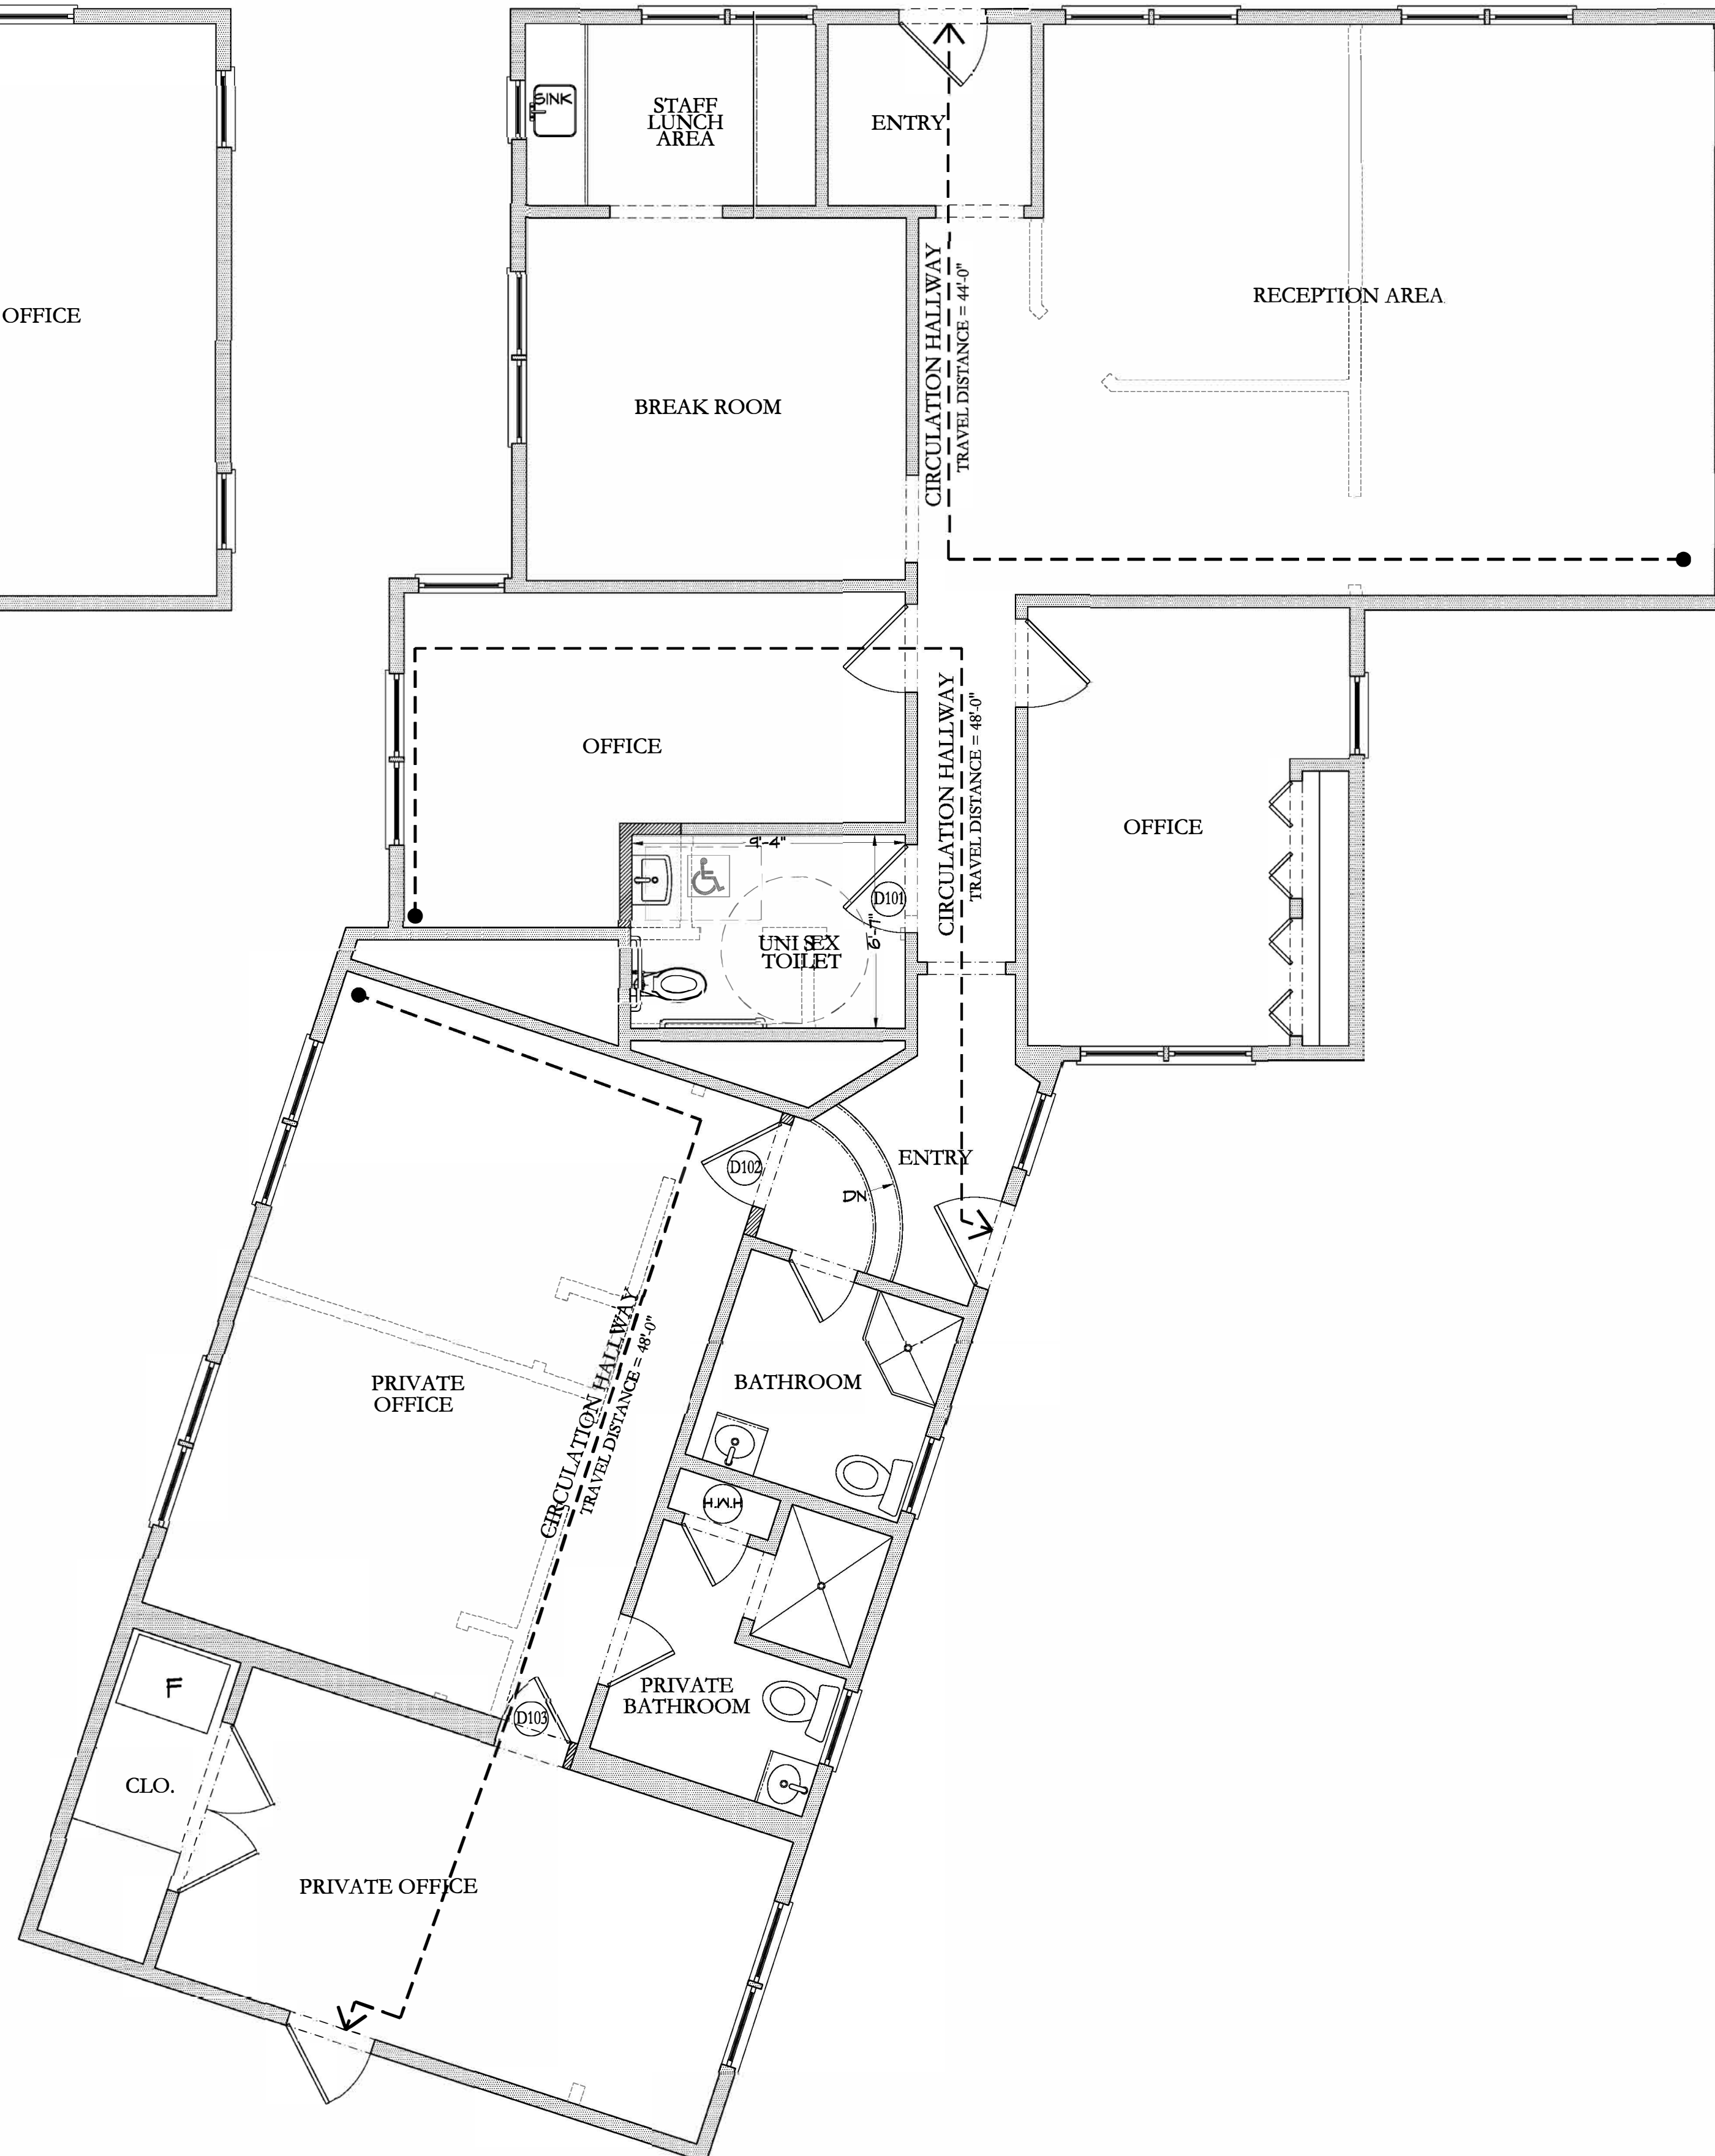 SINK
STAFF
LUNCH
AREA
ENTRY
OFFICE
RECEPTION AREA
CIRCULATION HALLWAY
TRAVEL DISTANCE = 44'-0"
BREAK ROOM
OFFICE
CIRCULATION HALLWAY
TRAVEL DISTANCE = 48'-0"
OFFICE
9'-4"
D101
6'-7"
UNI SEX
TOILET
ENTRY
D102
DN
CIRCULATION HALLWAY
TRAVEL DISTANCE = 48'-0"
PRIVATE
OFFICE
BATHROOM
H.W.H
F
PRIVATE
BATHROOM
D103
CLO.
PRIVATE OFFICE